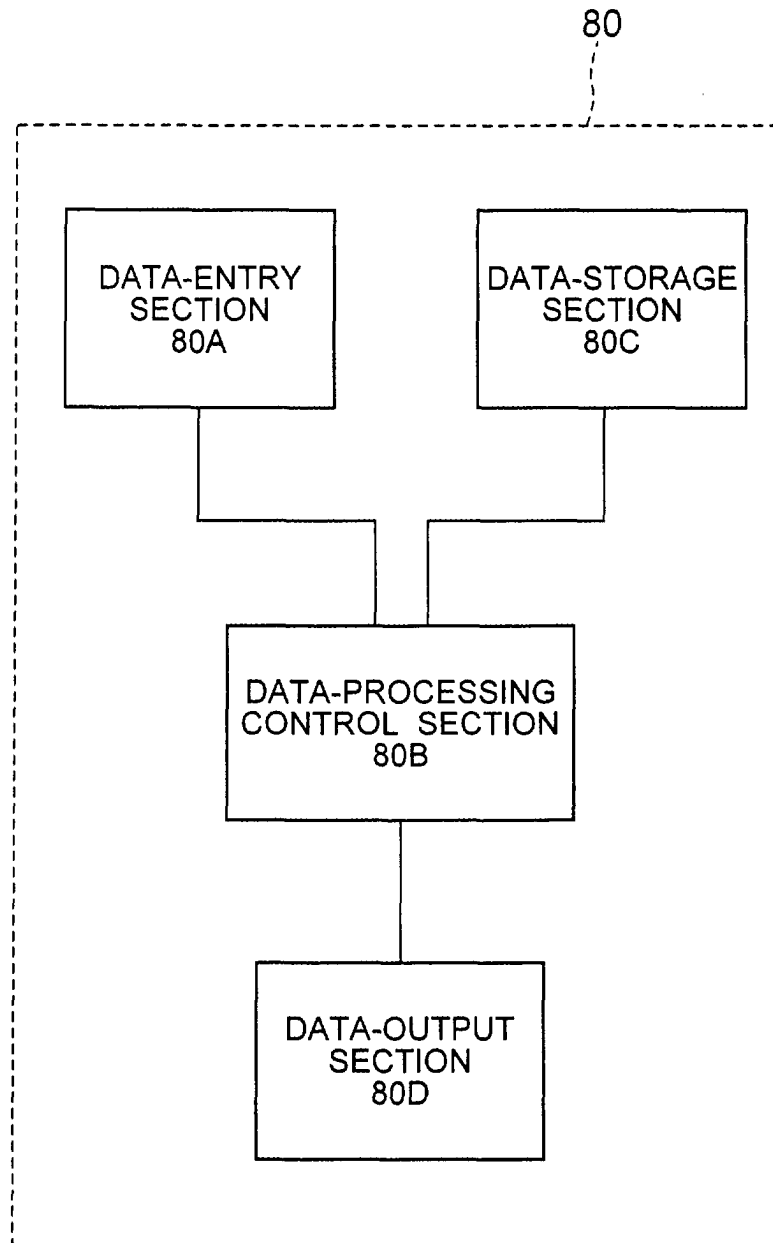 80
DATA-ENTRY
SECTION
80A
DATA-STORAGE
SECTION
80C
DATA-PROCESSING
CONTROL SECTION
80B
DATA-OUTPUT
SECTION
80D